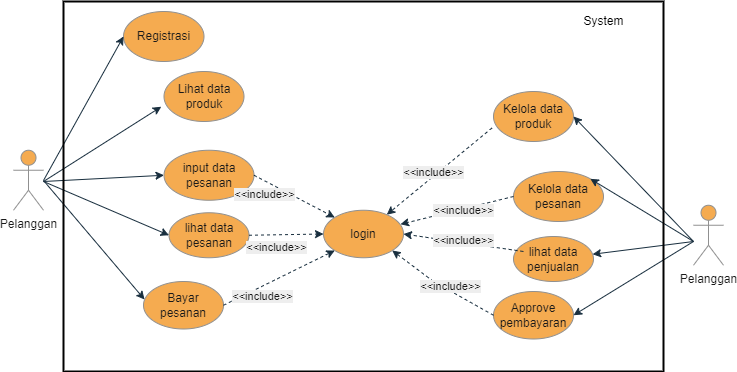 System
Registrasi
Lihat data
produk
input data
pesanan
<<include>>
lihat data
pesanan
<<include>>
Bayar
pesanan
<<include>>
Pelanggan
login
Kelola data
produk
<<include>>
Kelola data
pesanan
<<include>>
lihat data
penjualan
<<include>>
Approve
pembayaran
<<include>>
Pelanggan